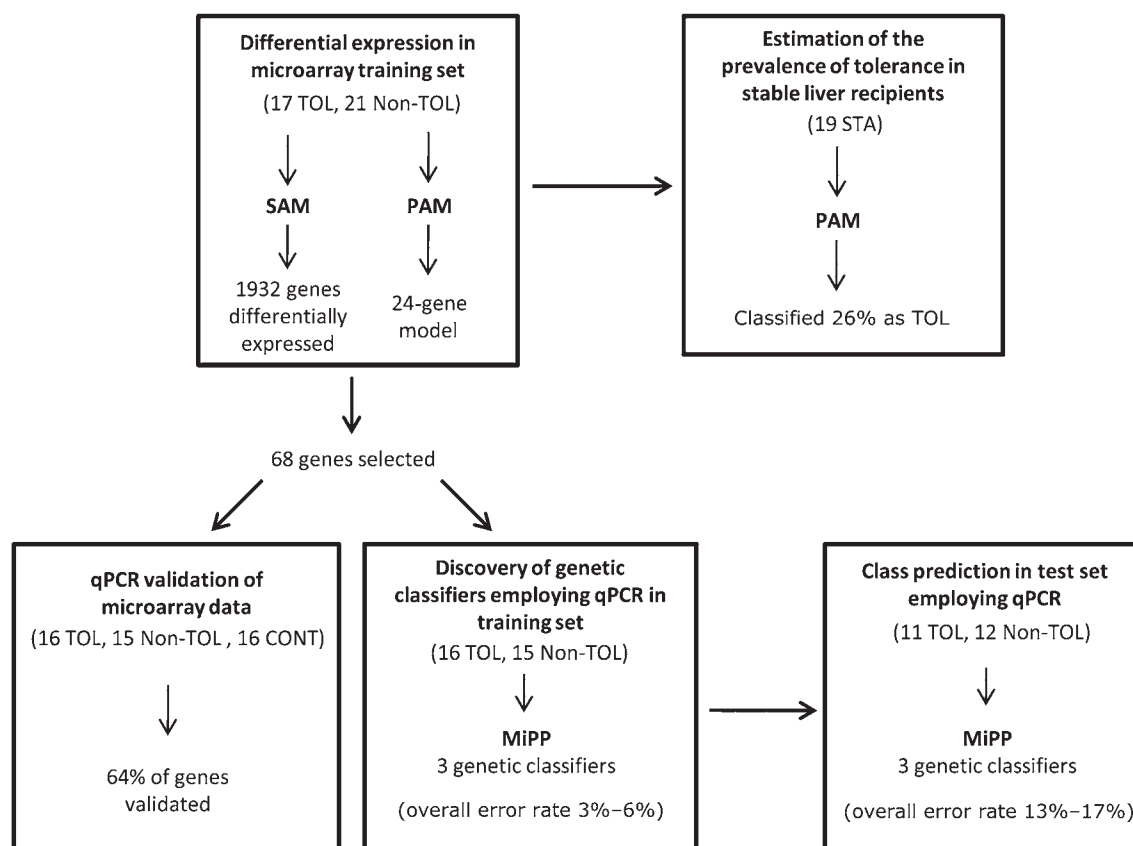 Differential expression in
microarray training set
(17 TOL, 21 Non-TOL)
SAM
1932 genes
differentially
expressed
PAM
24-gene
model
Estimation of the
prevalence of tolerance in
stable liver recipients
(19 STA)
PAM
Classified 26% as TOL
68 genes selected
qPCR validation of
microarray data
(16 TOL, 15 Non-TOL , 16 CONT)
64% of genes
validated
Discovery of genetic
classifiers employing qPCR in
training set
(16 TOL, 15 Non-TOL)
MiPP
3 genetic classifiers
(overall error rate 3%–6%)
Class prediction in test set
employing qPCR
(11 TOL, 12 Non-TOL)
MiPP
3 genetic classifiers
(overall error rate 13%–17%)